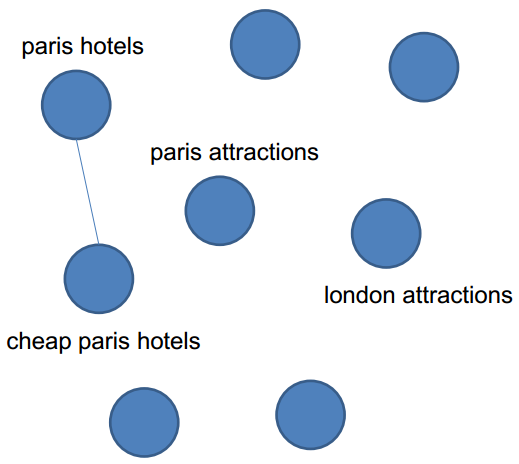 paris hotels
paris attractions
london attractions
cheap paris hotels